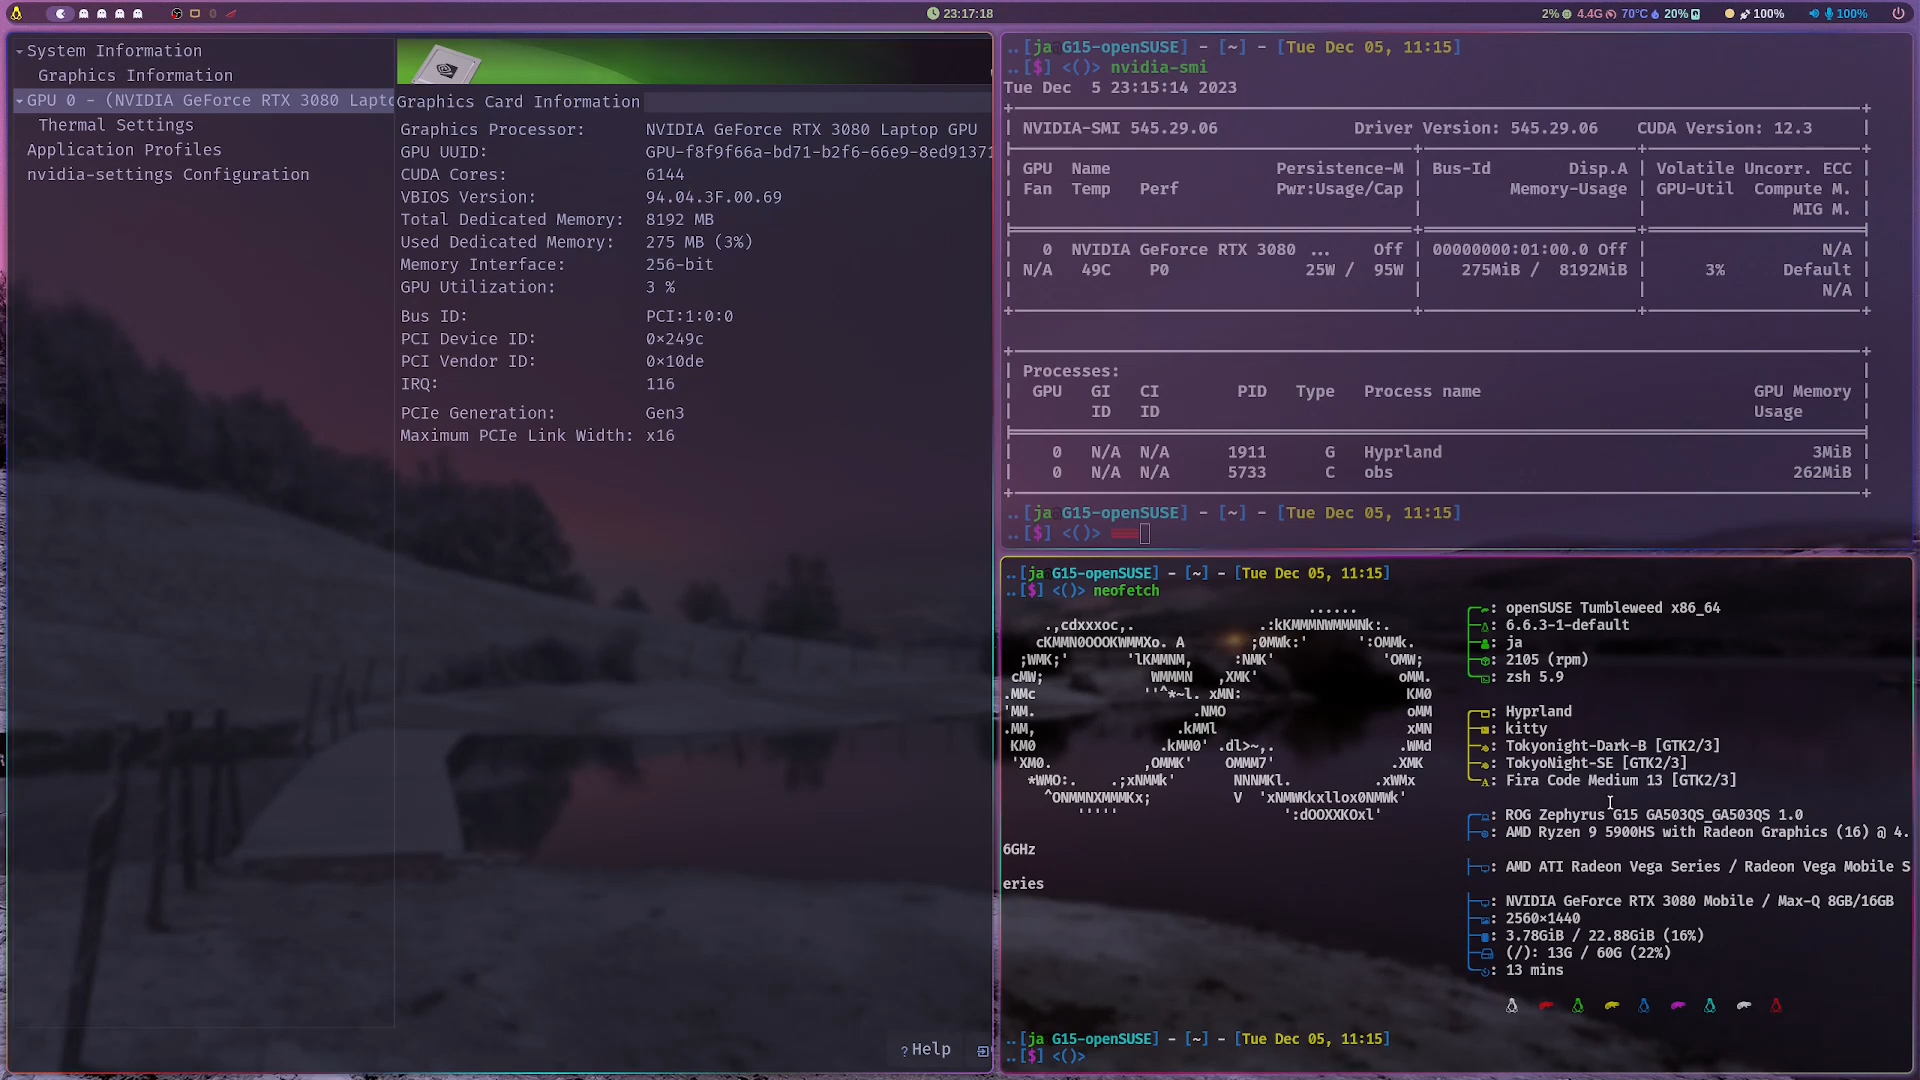 23:17:18
2% 4.4G 70°C 20% 100% 100%
System Information
Graphics Information
GPU 0 - (NVIDIA GeForce RTX 3080 Lapto
Thermal Settings
Application Profiles
nvidia-settings Configuration
Graphics Card Information
Graphics Processor: NVIDIA GeForce RTX 3080 Laptop GPU
GPU UUID: GPU-f8f9f66a-bd71-b2f6-66e9-8ed91371
CUDA Cores: 6144
VBIOS Version: 94.04.3F.00.69
Total Dedicated Memory: 8192 MB
Used Dedicated Memory: 275 MB (3%)
Memory Interface: 256-bit
GPU Utilization: 3 %
Bus ID: PCI:1:0:0
PCI Device ID: 0×249c
PCI Vendor ID: 0×10de
IRQ: 116
PCIe Generation: Gen3
Maximum PCIe Link Width: x16
Help
..[ja G15-openSUSE] - [~] - [Tue Dec 05, 11:15]
..[$] <()> nvidia-smi
Tue Dec  5 23:15:14 2023
NVIDIA-SMI 545.29.06 Driver Version: 545.29.06 CUDA Version: 12.3
GPU Name Persistence-M | Bus-Id Disp.A | Volatile Uncorr. ECC
Fan Temp Perf Pwr:Usage/Cap | Memory-Usage | GPU-Util Compute M.
MIG M.
0 NVIDIA GeForce RTX 3080 ... Off | 00000000:01:00.0 Off | N/A
N/A 49C P0 25W / 95W | 275MiB / 8192MiB | 3% Default
N/A
Processes:
GPU GI CI PID Type Process name GPU Memory
ID ID Usage
0 N/A N/A 1911 G Hyprland 3MiB
0 N/A N/A 5733 C obs 262MiB
..[ja G15-openSUSE] - [~] - [Tue Dec 05, 11:15]
..[$] <()>
..[ja G15-openSUSE] - [~] - [Tue Dec 05, 11:15]
..[$] <()> neofetch
: openSUSE Tumbleweed x86_64
: 6.6.3-1-default
: ja
: 2105 (rpm)
: zsh 5.9
: Hyprland
: kitty
: Tokyonight-Dark-B [GTK2/3]
: TokyoNight-SE [GTK2/3]
: Fira Code Medium 13 [GTK2/3]
: ROG Zephyrus G15 GA503QS_GA503QS 1.0
: AMD Ryzen 9 5900HS with Radeon Graphics (16) @ 4.
6GHz
: AMD ATI Radeon Vega Series / Radeon Vega Mobile S
eries
: NVIDIA GeForce RTX 3080 Mobile / Max-Q 8GB/16GB
: 2560×1440
: 3.78GiB / 22.88GiB (16%)
: (/): 13G / 60G (22%)
: 13 mins
..[ja G15-openSUSE] - [~] - [Tue Dec 05, 11:15]
..[$] <()>